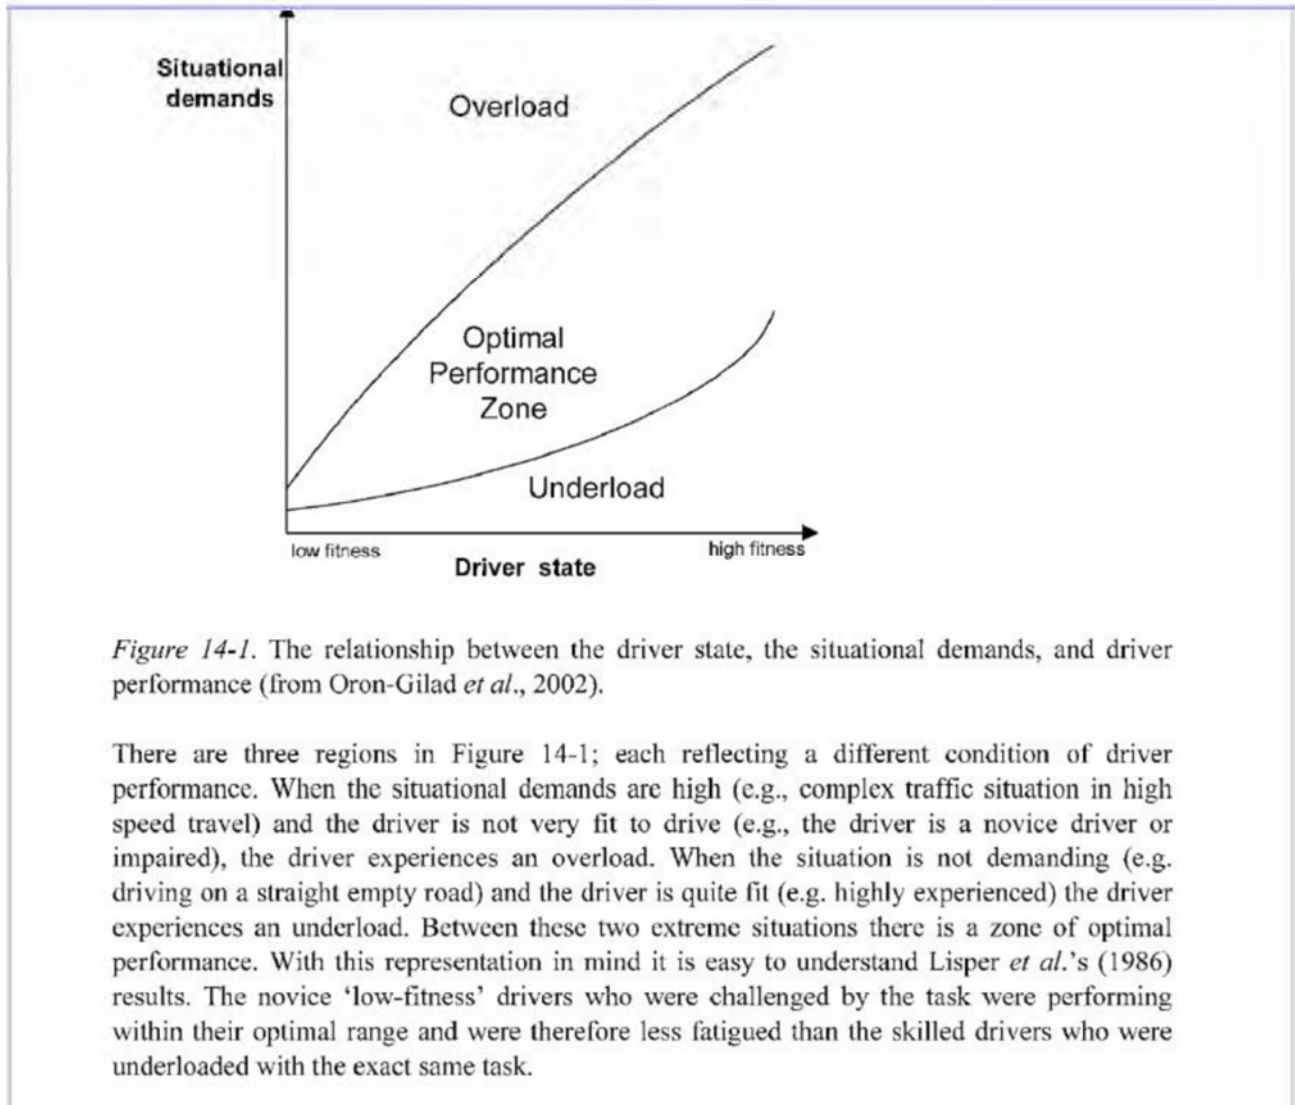 Situational
demands
Overload
Optimal
Performance
Zone
Underload
low fitness
high fitness
Driver state
Figure 14-1. The relationship between the driver state, the situational demands, and driver
performance (from Oron-Gilad et al., 2002).
There are three regions in Figure 14-1; each reflecting a different condition of driver
performance. When the situational demands are high (e.g., complex traffic situation in high
speed travel) and the driver is not very fit to drive (e.g., the driver is a novice driver or
impaired), the driver experiences an overload. When the situation is not demanding (e.g.
driving on a straight empty road) and the driver is quite fit (e.g. highly experienced) the driver
experiences an underload. Between these two extreme situations there is a zone of optimal
performance. With this representation in mind it is easy to understand Lisper et al.'s (1986)
results. The novice ‘low-fitness’ drivers who were challenged by the task were performing
within their optimal range and were therefore less fatigued than the skilled drivers who were
underloaded with the exact same task.